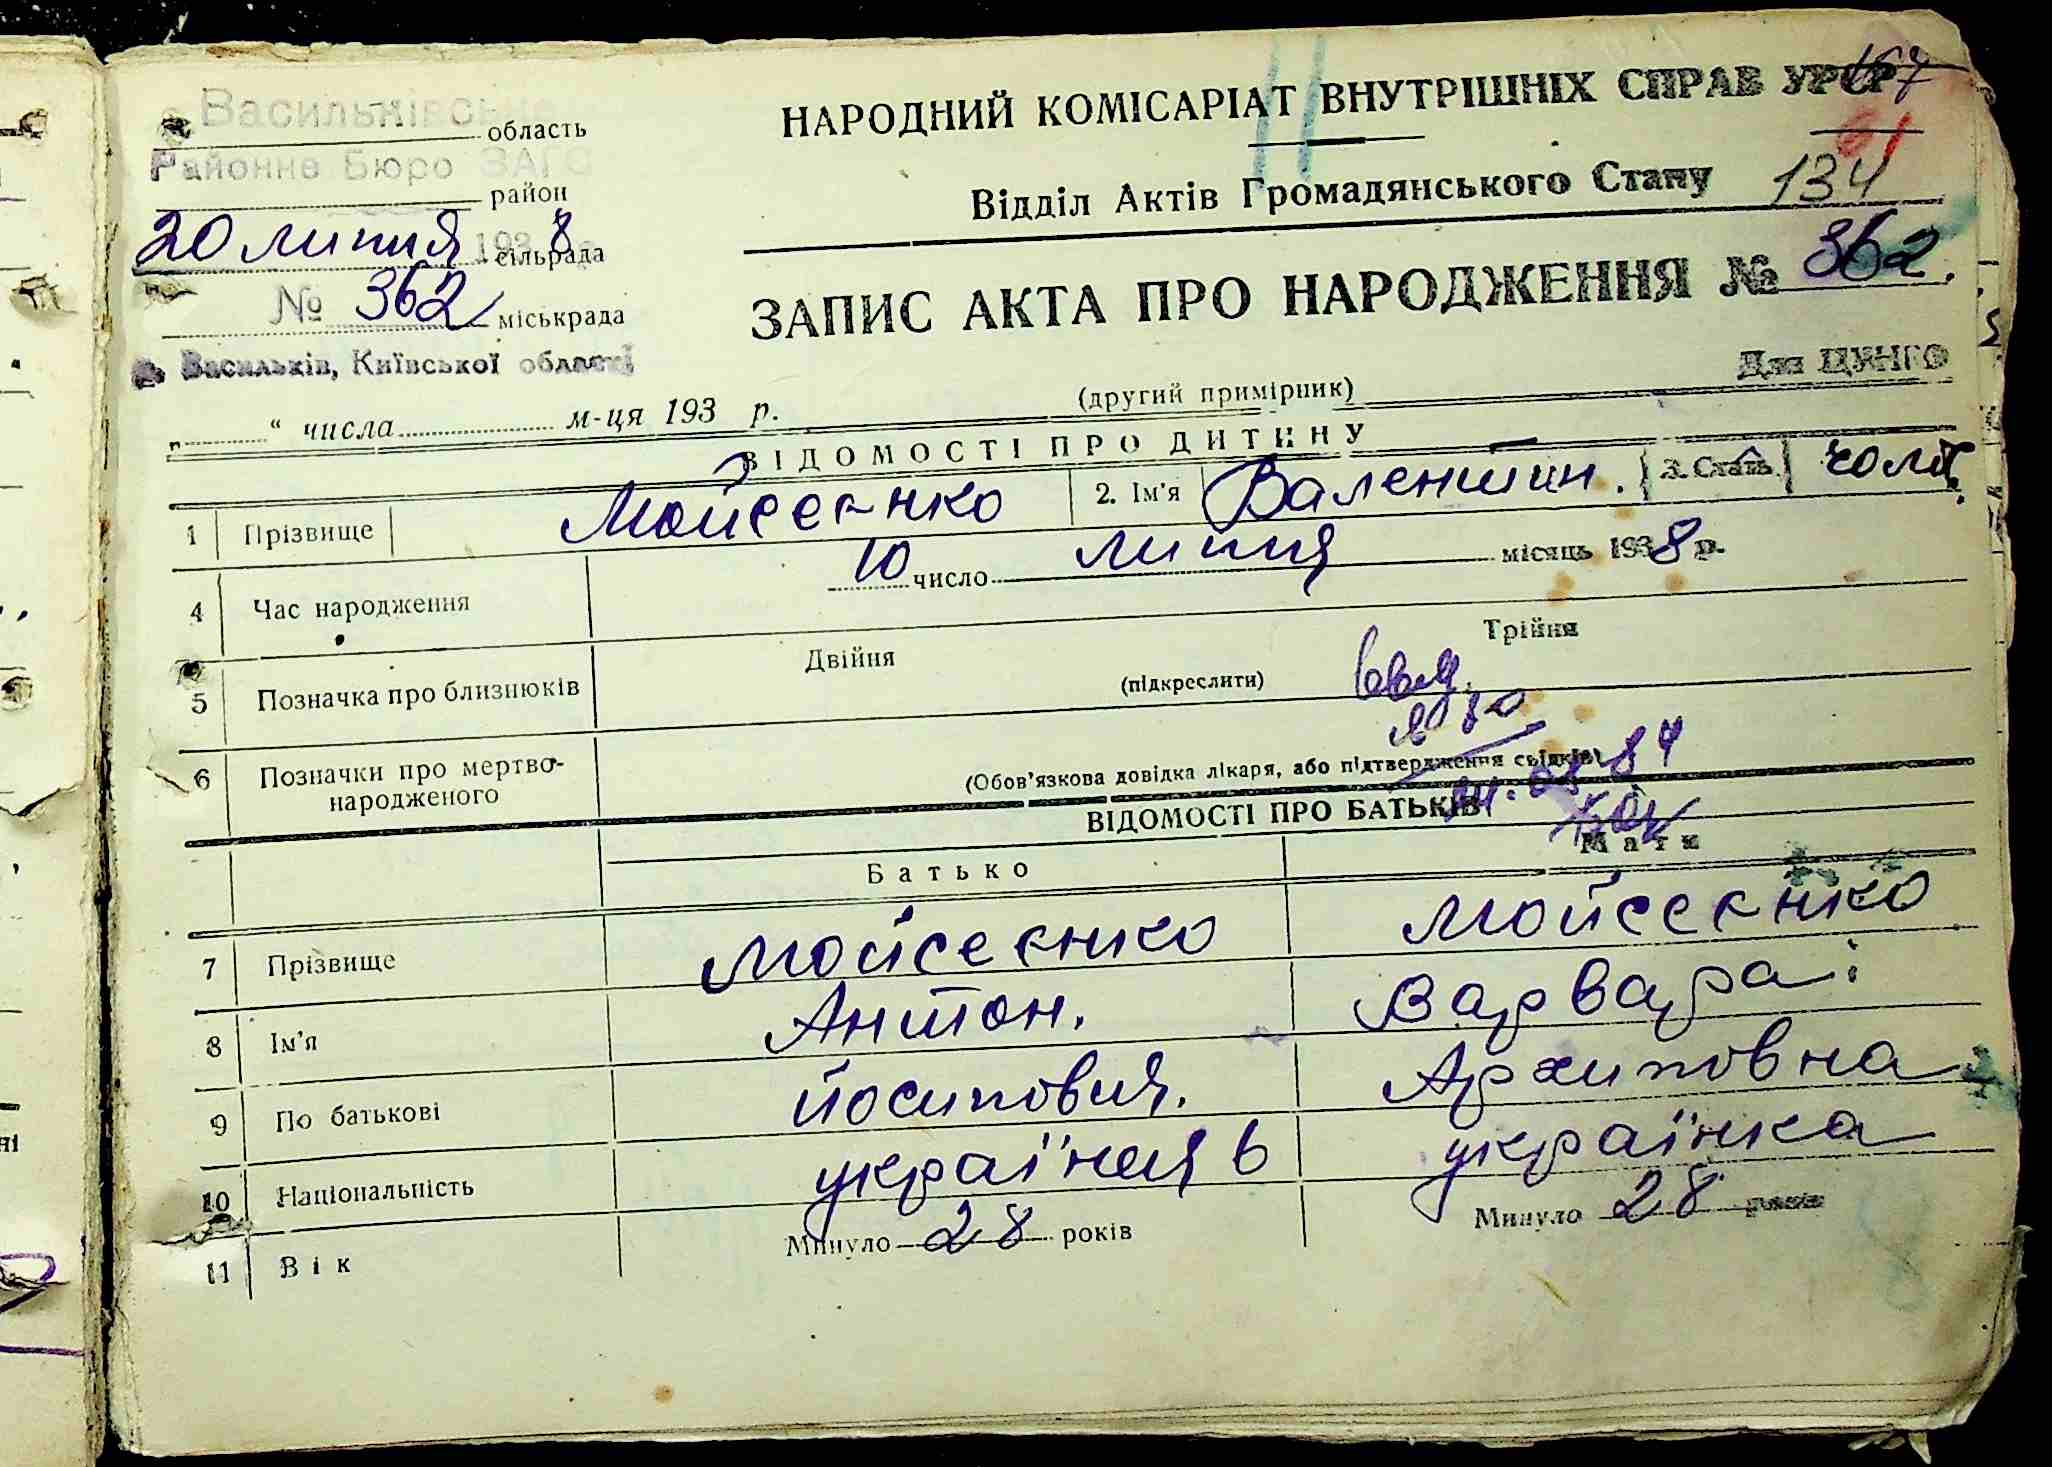 Васильківське
область
Районне Бюро ЗАГС
район
20 липня 1938
сільрада
№ 362 міськрада
м. Васильків, Київської області
„ “ числа м-ця 193 р.
НАРОДНИЙ КОМІСАРІАТ ВНУТРІШНІХ СПРАВ УРСР
167
61
Відділ Актів Громадянського Стану 134
ЗАПИС АКТА ПРО НАРОДЖЕННЯ № 362.
(другий примірник) Для ЦУНГО
ВІДОМОСТІ ПРО ДИТИНУ
1 Прізвище Мойсеєнко 2. Ім'я Валентин. 3. Стать чол.
4 Час народження 10 число липня місяць 1938 р.
5 Позначка про близнюків Двійня (підкреслити) Трійня
6 Позначки про мертво-
народженого (Обов'язкова довідка лікаря, або підтвердження свідків)
ВІДОМОСТІ ПРО БАТЬКІВ
Батько Мати
7 Прізвище Мойсеєнко Мойсеєнко
8 Ім'я Антон. Варвара
9 По батькові Йосипович. Архиповна
10 Національність українець українка
11 Вік Минуло 28 років Минуло 28 років